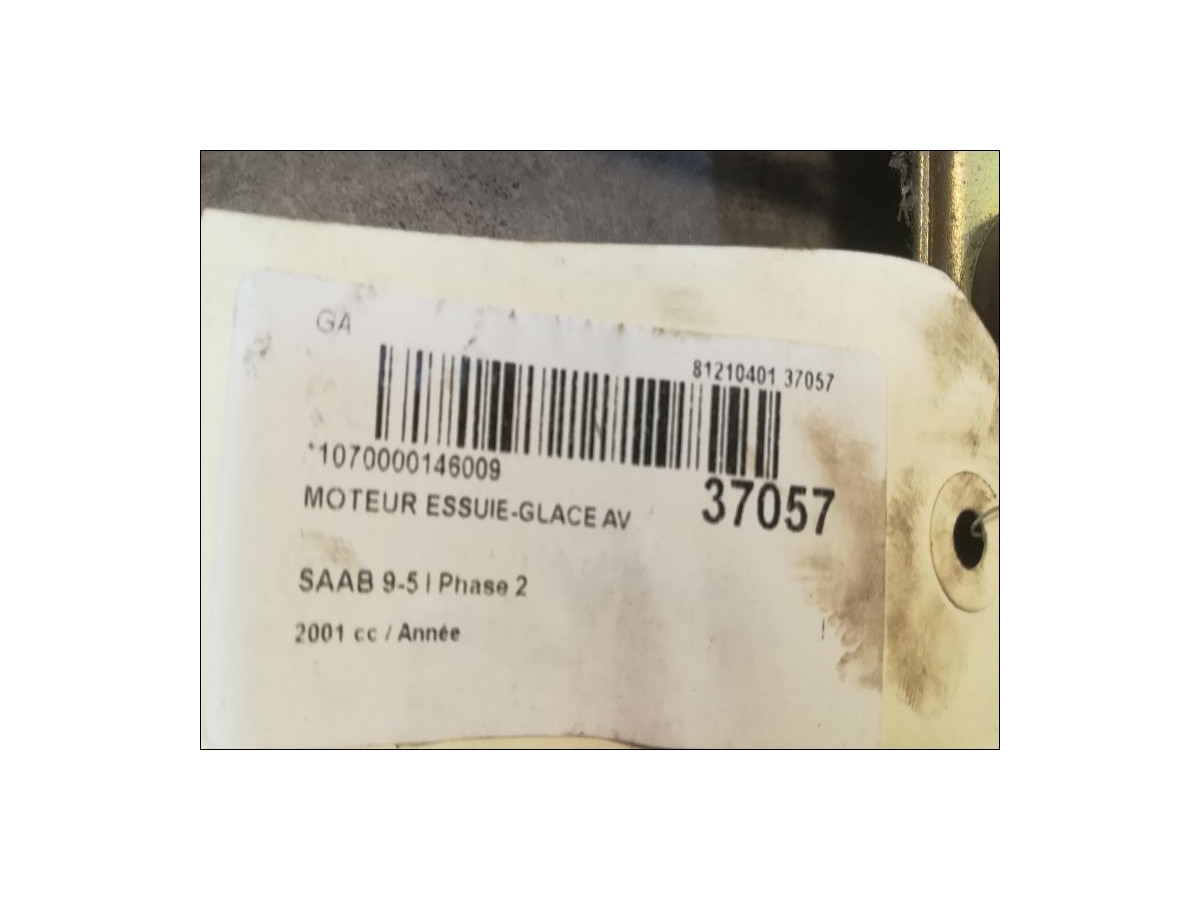 GA
81210401 37057
*1070000146009
37057
MOTEUR ESSUIE-GLACE AV
SAAB 9-5 I Phase 2
2001 cc / Année